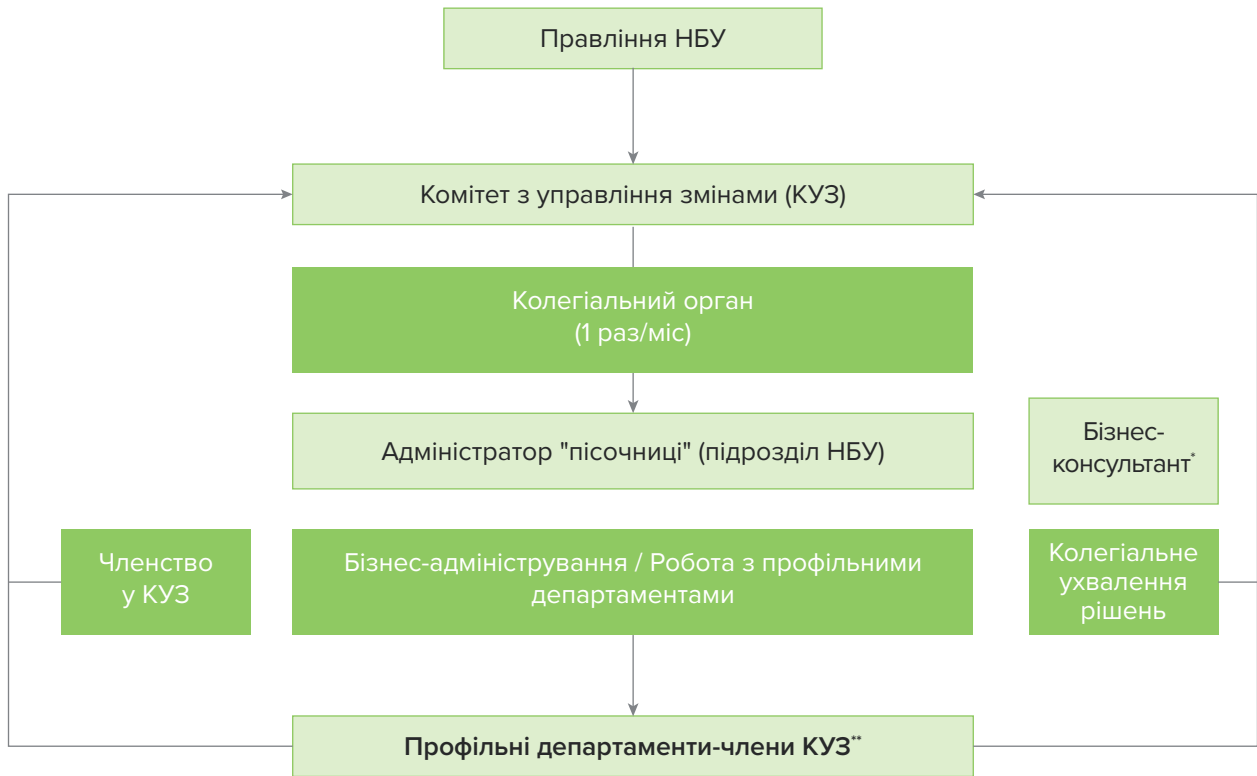 Правління НБУ
Комітет з управління змінами (КУЗ)
Колегіальний орган
(1 раз/міс)
Адміністратор "пісочниці" (підрозділ НБУ)
Бізнес-
консультант*
Членство
у КУЗ
Бізнес-адміністрування / Робота з профільними
департаментами
Колегіальне
ухвалення
рішень
Профільні департаменти-члени КУЗ**